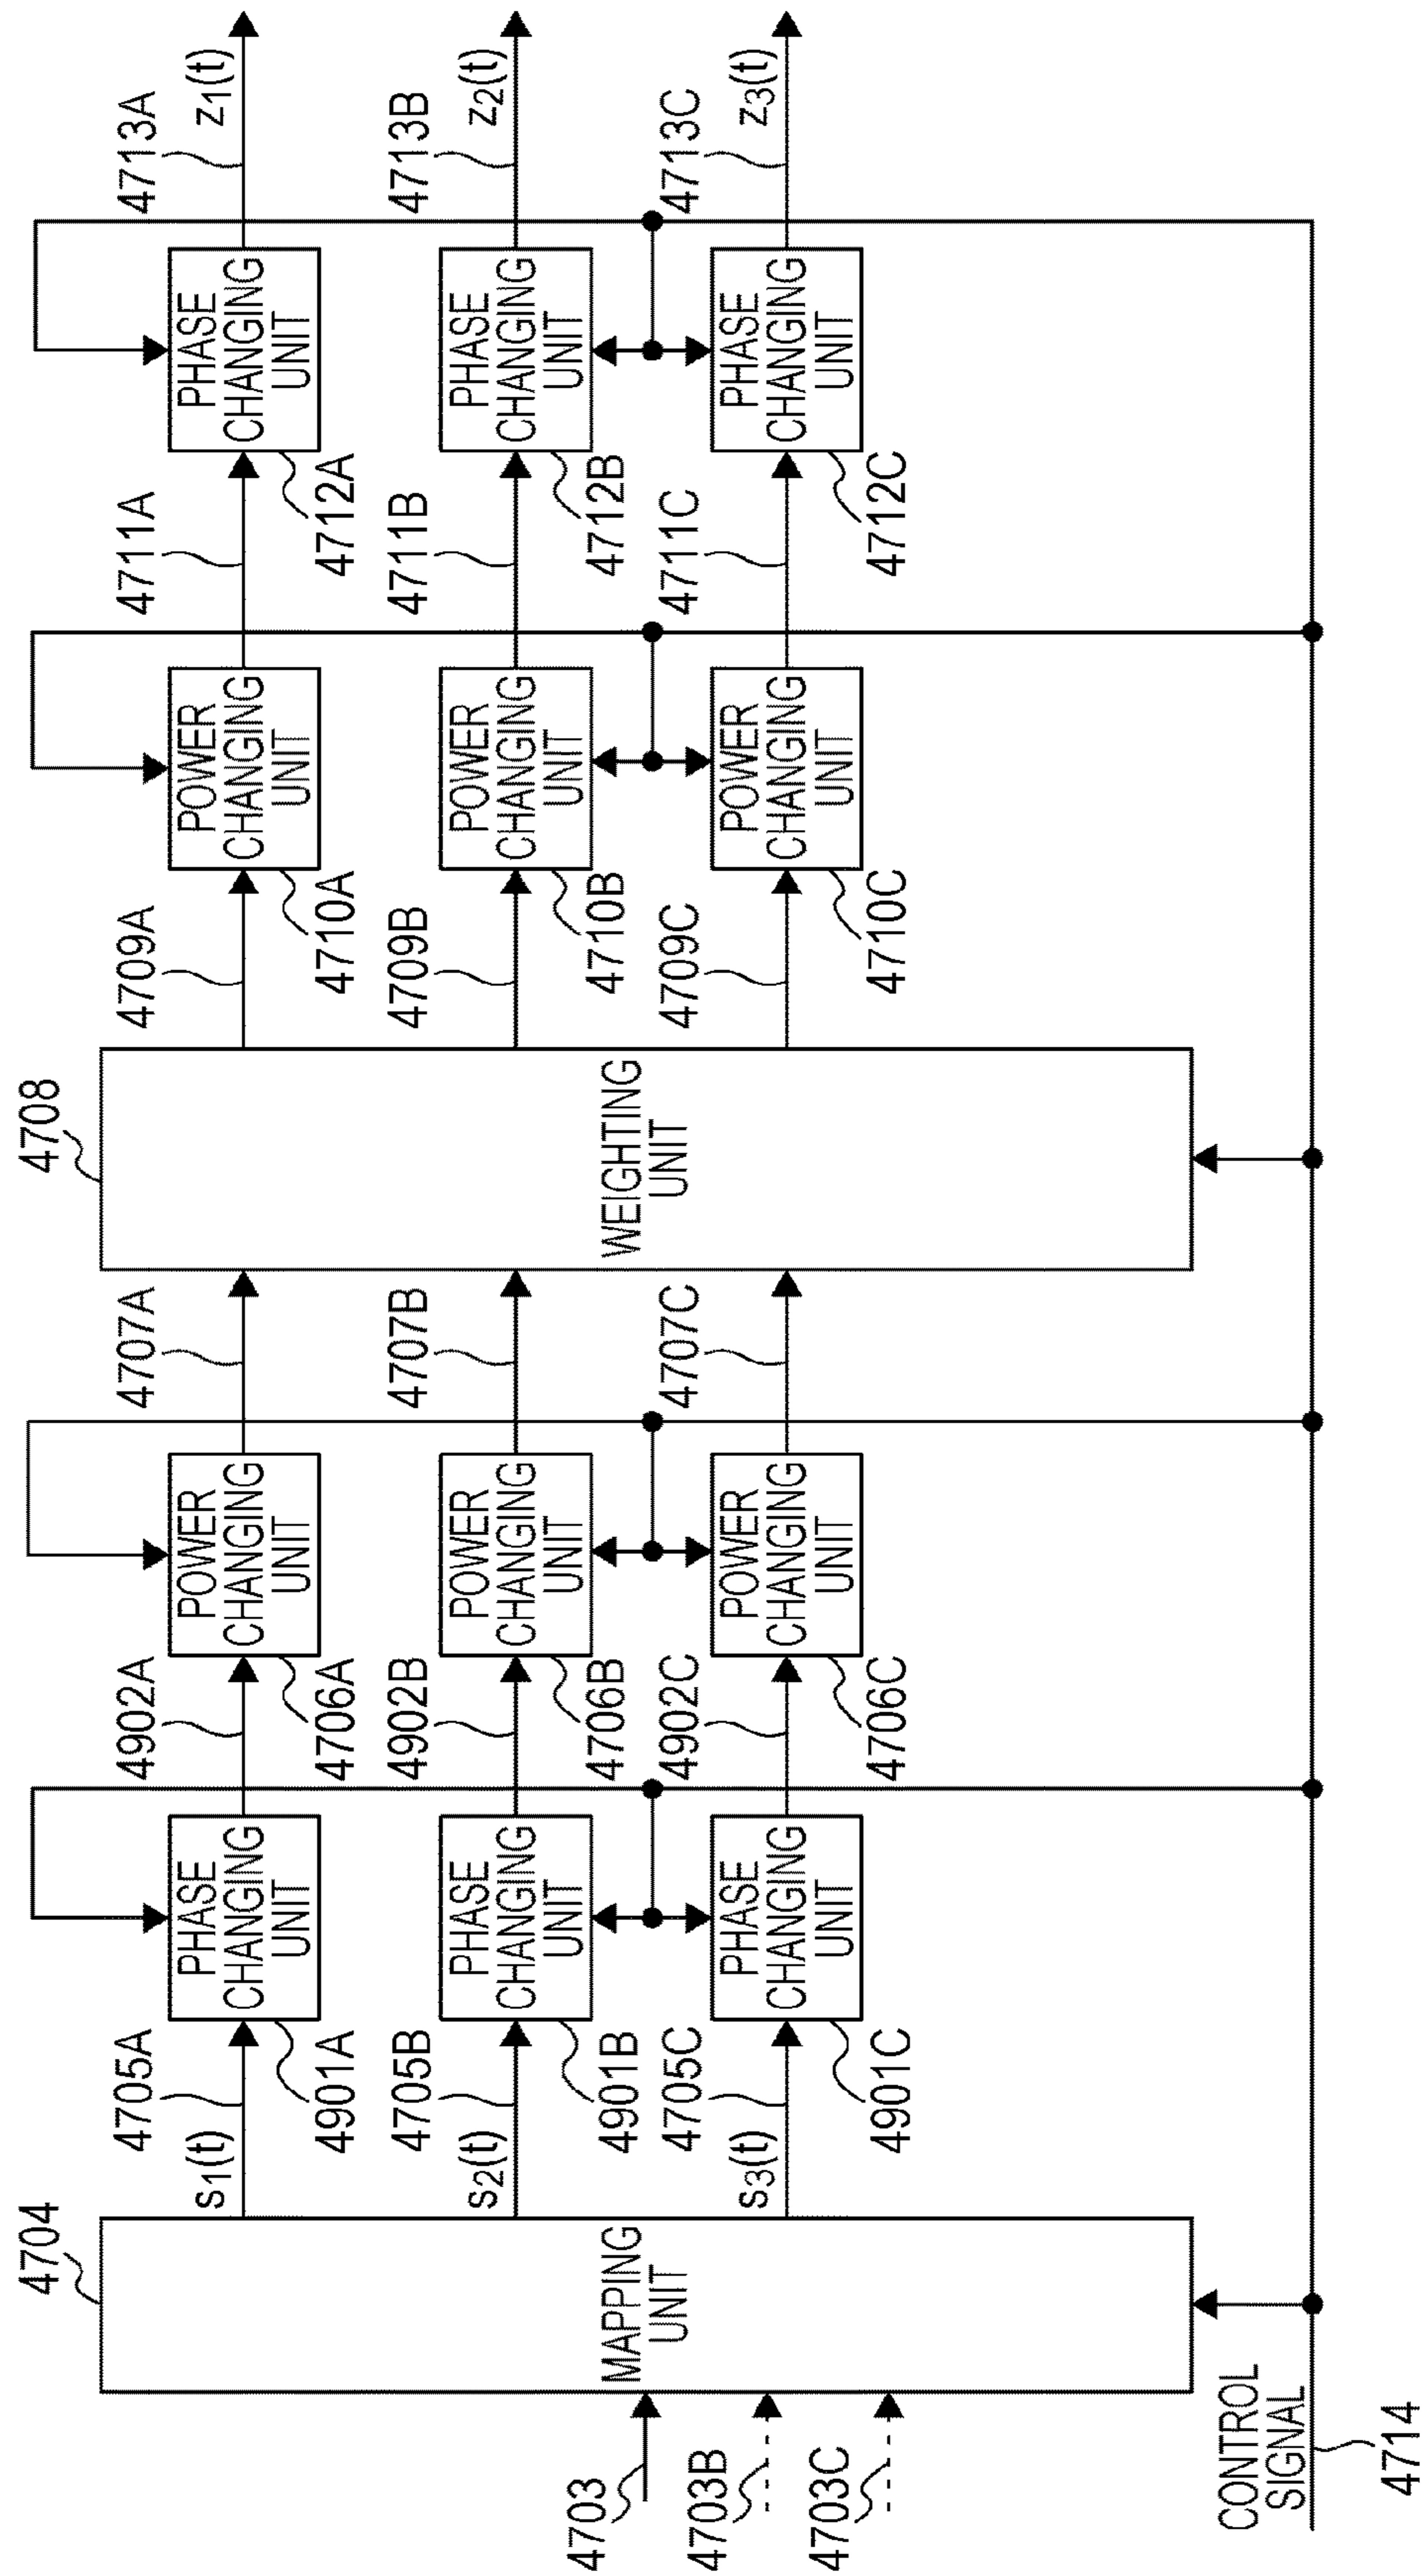 4704
4708
s1(t)
4705A
PHASE
CHANGING
UNIT
4901A
4902A
POWER
CHANGING
UNIT
4706A
4707A
4709A
POWER
CHANGING
UNIT
4710A
4711A
PHASE
CHANGING
UNIT
4712A
4713A
z1(t)
s2(t)
4705B
PHASE
CHANGING
UNIT
4901B
4902B
POWER
CHANGING
UNIT
4706B
4707B
4709B
POWER
CHANGING
UNIT
4710B
4711B
PHASE
CHANGING
UNIT
4712B
4713B
z2(t)
4703
4703B
4703C
MAPPING
UNIT
WEIGHTING
UNIT
s3(t)
4705C
PHASE
CHANGING
UNIT
4901C
4902C
POWER
CHANGING
UNIT
4706C
4707C
4709C
POWER
CHANGING
UNIT
4710C
4711C
PHASE
CHANGING
UNIT
4712C
4713C
z3(t)
CONTROL
SIGNAL
4714